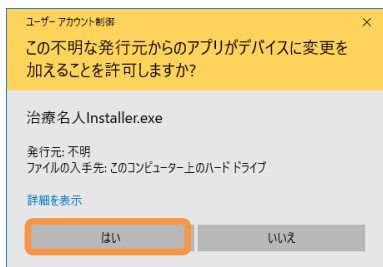 ユーザー アカウント制御
×
この不明な発行元からのアプリがデバイスに変更を
加えることを許可しますか?
治療名人Installer.exe
発行元: 不明
ファイルの入手先: このコンピューター上のハード ドライブ
詳細を表示
はい
いいえ